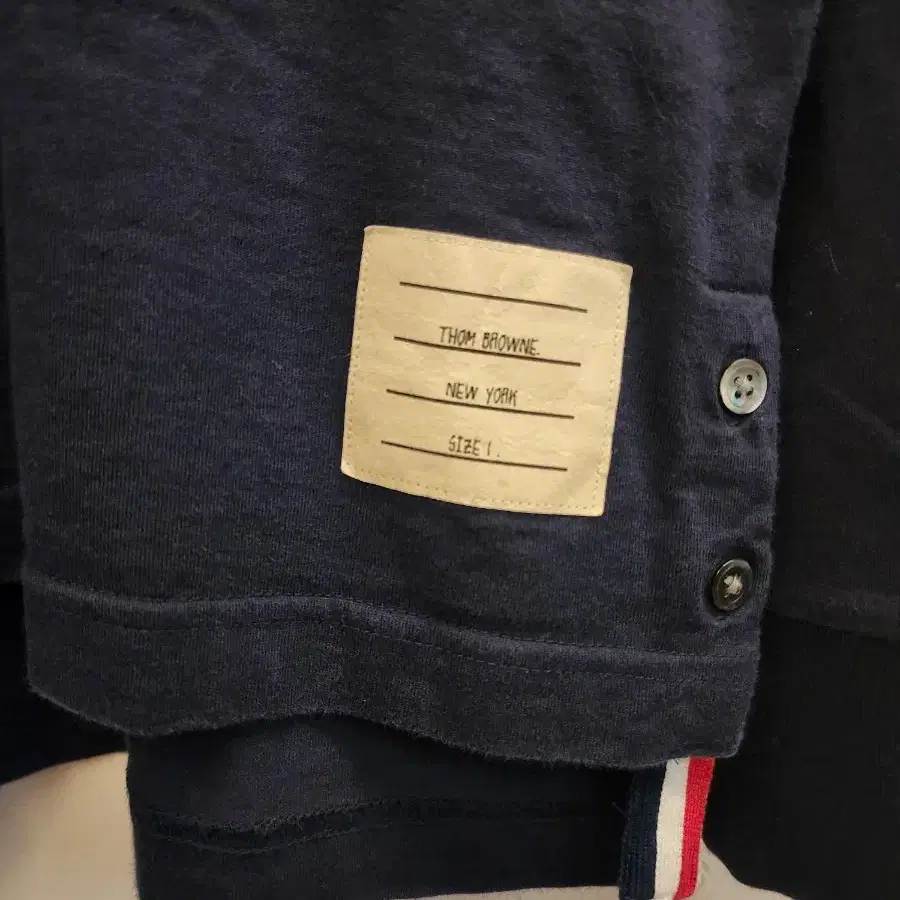 THOM BROWNE.
NEW YORK
SIZE 1.